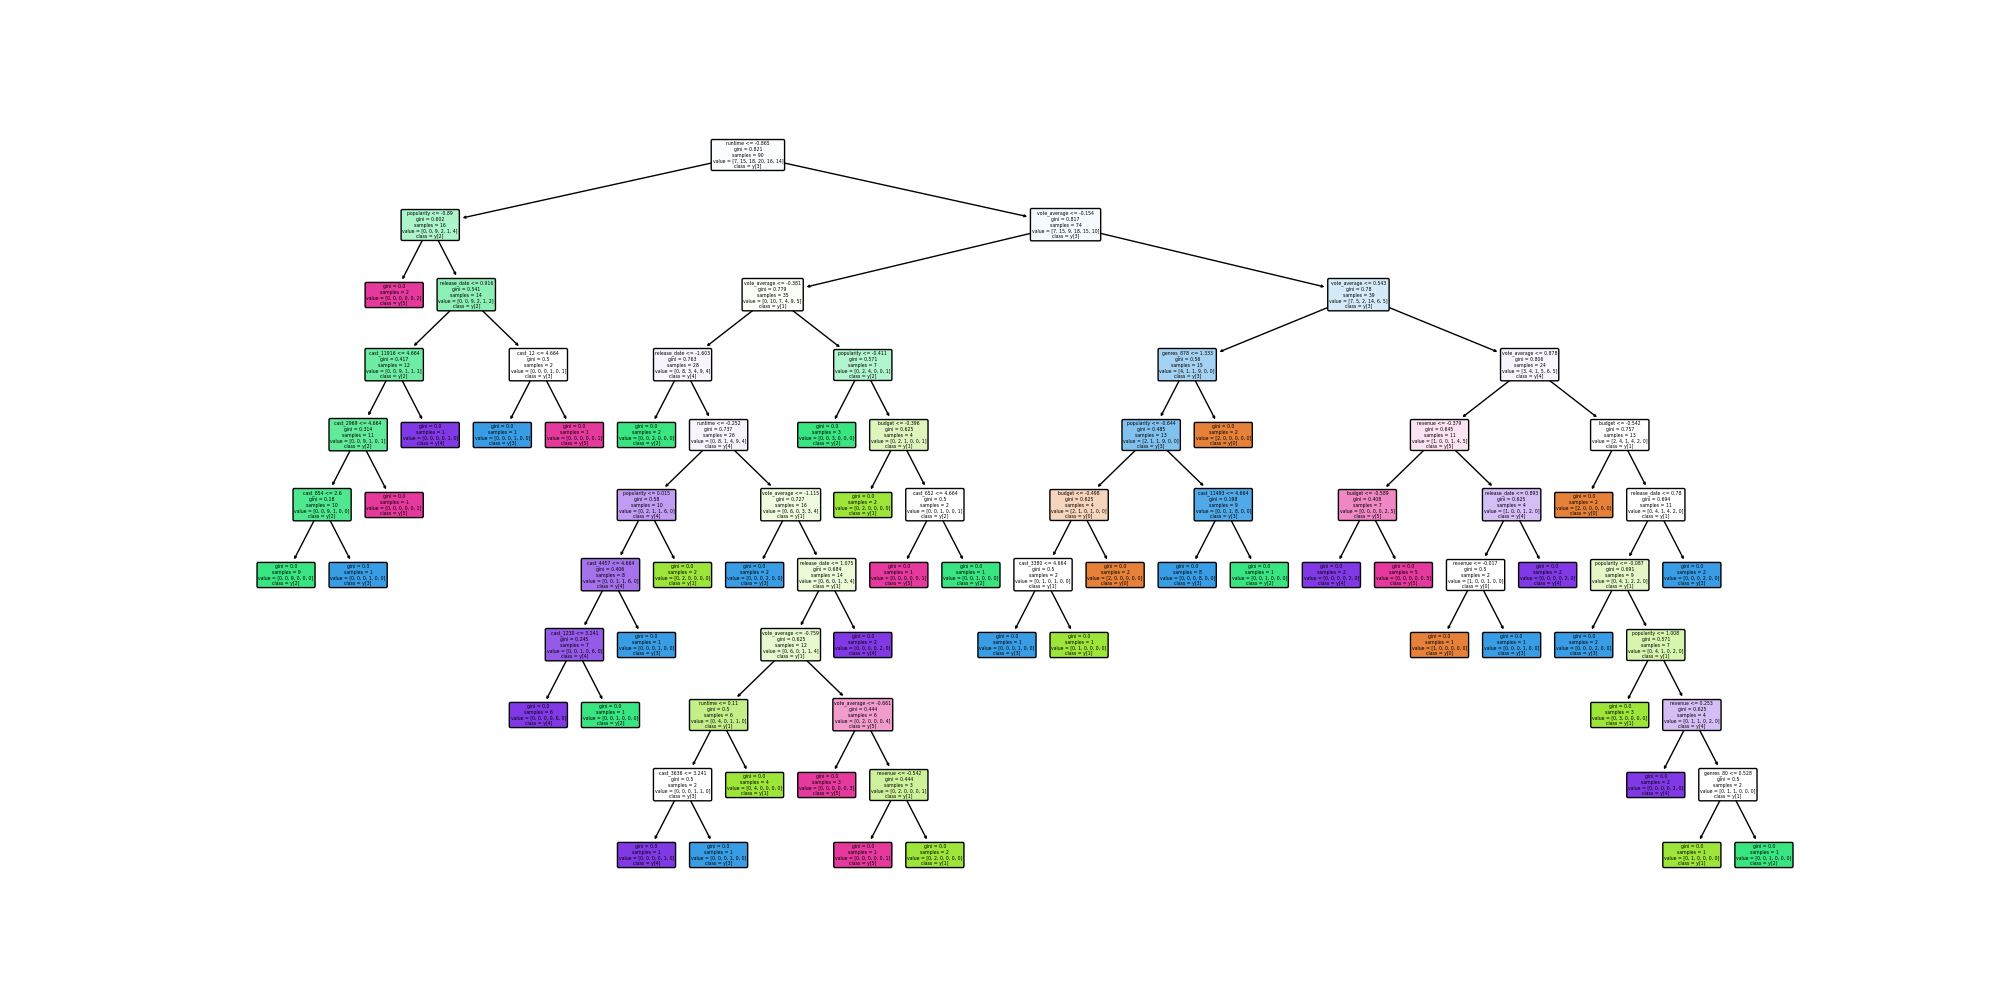 runtime <= -0.865
gini = 0.821
samples = 90
value = [7, 15, 18, 20, 16, 14]
class = y[3]
popularity <= -0.89
gini = 0.602
samples = 16
value = [0, 0, 9, 2, 1, 4]
class = y[2]
vote_average <= -0.154
gini = 0.817
samples = 74
value = [7, 15, 9, 18, 15, 10]
class = y[3]
gini = 0.0
samples = 2
value = [0, 0, 0, 0, 0, 2]
class = y[5]
release_date <= 0.916
gini = 0.541
samples = 14
value = [0, 0, 9, 2, 1, 2]
class = y[2]
vote_average <= -0.381
gini = 0.779
samples = 35
value = [0, 10, 7, 4, 9, 5]
class = y[1]
vote_average <= 0.543
gini = 0.78
samples = 39
value = [7, 5, 2, 14, 6, 5]
class = y[3]
cast_11916 <= 4.664
gini = 0.417
samples = 12
value = [0, 0, 9, 1, 1, 1]
class = y[2]
cast_12 <= 4.664
gini = 0.5
samples = 2
value = [0, 0, 0, 1, 0, 1]
class = y[3]
release_date <= -1.603
gini = 0.763
samples = 28
value = [0, 8, 3, 4, 9, 4]
class = y[4]
popularity <= -0.411
gini = 0.571
samples = 7
value = [0, 2, 4, 0, 0, 1]
class = y[2]
genres_878 <= 1.333
gini = 0.56
samples = 15
value = [4, 1, 1, 9, 0, 0]
class = y[3]
vote_average <= 0.878
gini = 0.806
samples = 24
value = [3, 4, 1, 5, 6, 5]
class = y[4]
cast_2969 <= 4.664
gini = 0.314
samples = 11
value = [0, 0, 9, 1, 0, 1]
class = y[2]
gini = 0.0
samples = 1
value = [0, 0, 0, 0, 1, 0]
class = y[4]
gini = 0.0
samples = 1
value = [0, 0, 0, 1, 0, 0]
class = y[3]
gini = 0.0
samples = 1
value = [0, 0, 0, 0, 0, 1]
class = y[5]
gini = 0.0
samples = 2
value = [0, 0, 2, 0, 0, 0]
class = y[2]
runtime <= -0.252
gini = 0.737
samples = 26
value = [0, 8, 1, 4, 9, 4]
class = y[4]
gini = 0.0
samples = 3
value = [0, 0, 3, 0, 0, 0]
class = y[2]
budget <= -0.396
gini = 0.625
samples = 4
value = [0, 2, 1, 0, 0, 1]
class = y[1]
popularity <= -0.644
gini = 0.485
samples = 13
value = [2, 1, 1, 9, 0, 0]
class = y[3]
gini = 0.0
samples = 2
value = [2, 0, 0, 0, 0, 0]
class = y[0]
revenue <= -0.379
gini = 0.645
samples = 11
value = [1, 0, 0, 1, 4, 5]
class = y[5]
budget <= -0.542
gini = 0.757
samples = 13
value = [2, 4, 1, 4, 2, 0]
class = y[1]
cast_854 <= 2.6
gini = 0.18
samples = 10
value = [0, 0, 9, 1, 0, 0]
class = y[2]
gini = 0.0
samples = 1
value = [0, 0, 0, 0, 0, 1]
class = y[5]
popularity <= 0.015
gini = 0.58
samples = 10
value = [0, 2, 1, 1, 6, 0]
class = y[4]
vote_average <= -1.115
gini = 0.727
samples = 16
value = [0, 6, 0, 3, 3, 4]
class = y[1]
gini = 0.0
samples = 2
value = [0, 2, 0, 0, 0, 0]
class = y[1]
cast_652 <= 4.664
gini = 0.5
samples = 2
value = [0, 0, 1, 0, 0, 1]
class = y[2]
budget <= -0.498
gini = 0.625
samples = 4
value = [2, 1, 0, 1, 0, 0]
class = y[0]
cast_11493 <= 4.664
gini = 0.198
samples = 9
value = [0, 0, 1, 8, 0, 0]
class = y[3]
budget <= -0.589
gini = 0.408
samples = 7
value = [0, 0, 0, 0, 2, 5]
class = y[5]
release_date <= 0.893
gini = 0.625
samples = 4
value = [1, 0, 0, 1, 2, 0]
class = y[4]
gini = 0.0
samples = 2
value = [2, 0, 0, 0, 0, 0]
class = y[0]
release_date <= 0.78
gini = 0.694
samples = 11
value = [0, 4, 1, 4, 2, 0]
class = y[1]
gini = 0.0
samples = 9
value = [0, 0, 9, 0, 0, 0]
class = y[2]
gini = 0.0
samples = 1
value = [0, 0, 0, 1, 0, 0]
class = y[3]
cast_4457 <= 4.664
gini = 0.406
samples = 8
value = [0, 0, 1, 1, 6, 0]
class = y[4]
gini = 0.0
samples = 2
value = [0, 2, 0, 0, 0, 0]
class = y[1]
gini = 0.0
samples = 2
value = [0, 0, 0, 2, 0, 0]
class = y[3]
release_date <= 1.075
gini = 0.684
samples = 14
value = [0, 6, 0, 1, 3, 4]
class = y[1]
gini = 0.0
samples = 1
value = [0, 0, 0, 0, 0, 1]
class = y[5]
gini = 0.0
samples = 1
value = [0, 0, 1, 0, 0, 0]
class = y[2]
cast_3380 <= 4.664
gini = 0.5
samples = 2
value = [0, 1, 0, 1, 0, 0]
class = y[1]
gini = 0.0
samples = 2
value = [2, 0, 0, 0, 0, 0]
class = y[0]
gini = 0.0
samples = 8
value = [0, 0, 0, 8, 0, 0]
class = y[3]
gini = 0.0
samples = 1
value = [0, 0, 1, 0, 0, 0]
class = y[2]
gini = 0.0
samples = 2
value = [0, 0, 0, 0, 2, 0]
class = y[4]
gini = 0.0
samples = 5
value = [0, 0, 0, 0, 0, 5]
class = y[5]
revenue <= -0.017
gini = 0.5
samples = 2
value = [1, 0, 0, 1, 0, 0]
class = y[0]
gini = 0.0
samples = 2
value = [0, 0, 0, 0, 2, 0]
class = y[4]
popularity <= -0.087
gini = 0.691
samples = 9
value = [0, 4, 1, 2, 2, 0]
class = y[1]
gini = 0.0
samples = 2
value = [0, 0, 0, 2, 0, 0]
class = y[3]
cast_1230 <= 3.241
gini = 0.245
samples = 7
value = [0, 0, 1, 0, 6, 0]
class = y[4]
gini = 0.0
samples = 1
value = [0, 0, 0, 1, 0, 0]
class = y[3]
vote_average <= -0.759
gini = 0.625
samples = 12
value = [0, 6, 0, 1, 1, 4]
class = y[1]
gini = 0.0
samples = 2
value = [0, 0, 0, 0, 2, 0]
class = y[4]
gini = 0.0
samples = 1
value = [0, 0, 0, 1, 0, 0]
class = y[3]
gini = 0.0
samples = 1
value = [0, 1, 0, 0, 0, 0]
class = y[1]
gini = 0.0
samples = 1
value = [1, 0, 0, 0, 0, 0]
class = y[0]
gini = 0.0
samples = 1
value = [0, 0, 0, 1, 0, 0]
class = y[3]
gini = 0.0
samples = 2
value = [0, 0, 0, 2, 0, 0]
class = y[3]
popularity <= 1.008
gini = 0.571
samples = 7
value = [0, 4, 1, 0, 2, 0]
class = y[1]
gini = 0.0
samples = 6
value = [0, 0, 0, 0, 6, 0]
class = y[4]
gini = 0.0
samples = 1
value = [0, 0, 1, 0, 0, 0]
class = y[2]
runtime <= 0.11
gini = 0.5
samples = 6
value = [0, 4, 0, 1, 1, 0]
class = y[1]
vote_average <= -0.661
gini = 0.444
samples = 6
value = [0, 2, 0, 0, 0, 4]
class = y[5]
gini = 0.0
samples = 3
value = [0, 3, 0, 0, 0, 0]
class = y[1]
revenue <= 0.253
gini = 0.625
samples = 4
value = [0, 1, 1, 0, 2, 0]
class = y[4]
cast_3636 <= 3.241
gini = 0.5
samples = 2
value = [0, 0, 0, 1, 1, 0]
class = y[3]
gini = 0.0
samples = 4
value = [0, 4, 0, 0, 0, 0]
class = y[1]
gini = 0.0
samples = 3
value = [0, 0, 0, 0, 0, 3]
class = y[5]
revenue <= -0.542
gini = 0.444
samples = 3
value = [0, 2, 0, 0, 0, 1]
class = y[1]
gini = 0.0
samples = 2
value = [0, 0, 0, 0, 2, 0]
class = y[4]
genres_80 <= 0.528
gini = 0.5
samples = 2
value = [0, 1, 1, 0, 0, 0]
class = y[1]
gini = 0.0
samples = 1
value = [0, 0, 0, 0, 1, 0]
class = y[4]
gini = 0.0
samples = 1
value = [0, 0, 0, 1, 0, 0]
class = y[3]
gini = 0.0
samples = 1
value = [0, 0, 0, 0, 0, 1]
class = y[5]
gini = 0.0
samples = 2
value = [0, 2, 0, 0, 0, 0]
class = y[1]
gini = 0.0
samples = 1
value = [0, 1, 0, 0, 0, 0]
class = y[1]
gini = 0.0
samples = 1
value = [0, 0, 1, 0, 0, 0]
class = y[2]